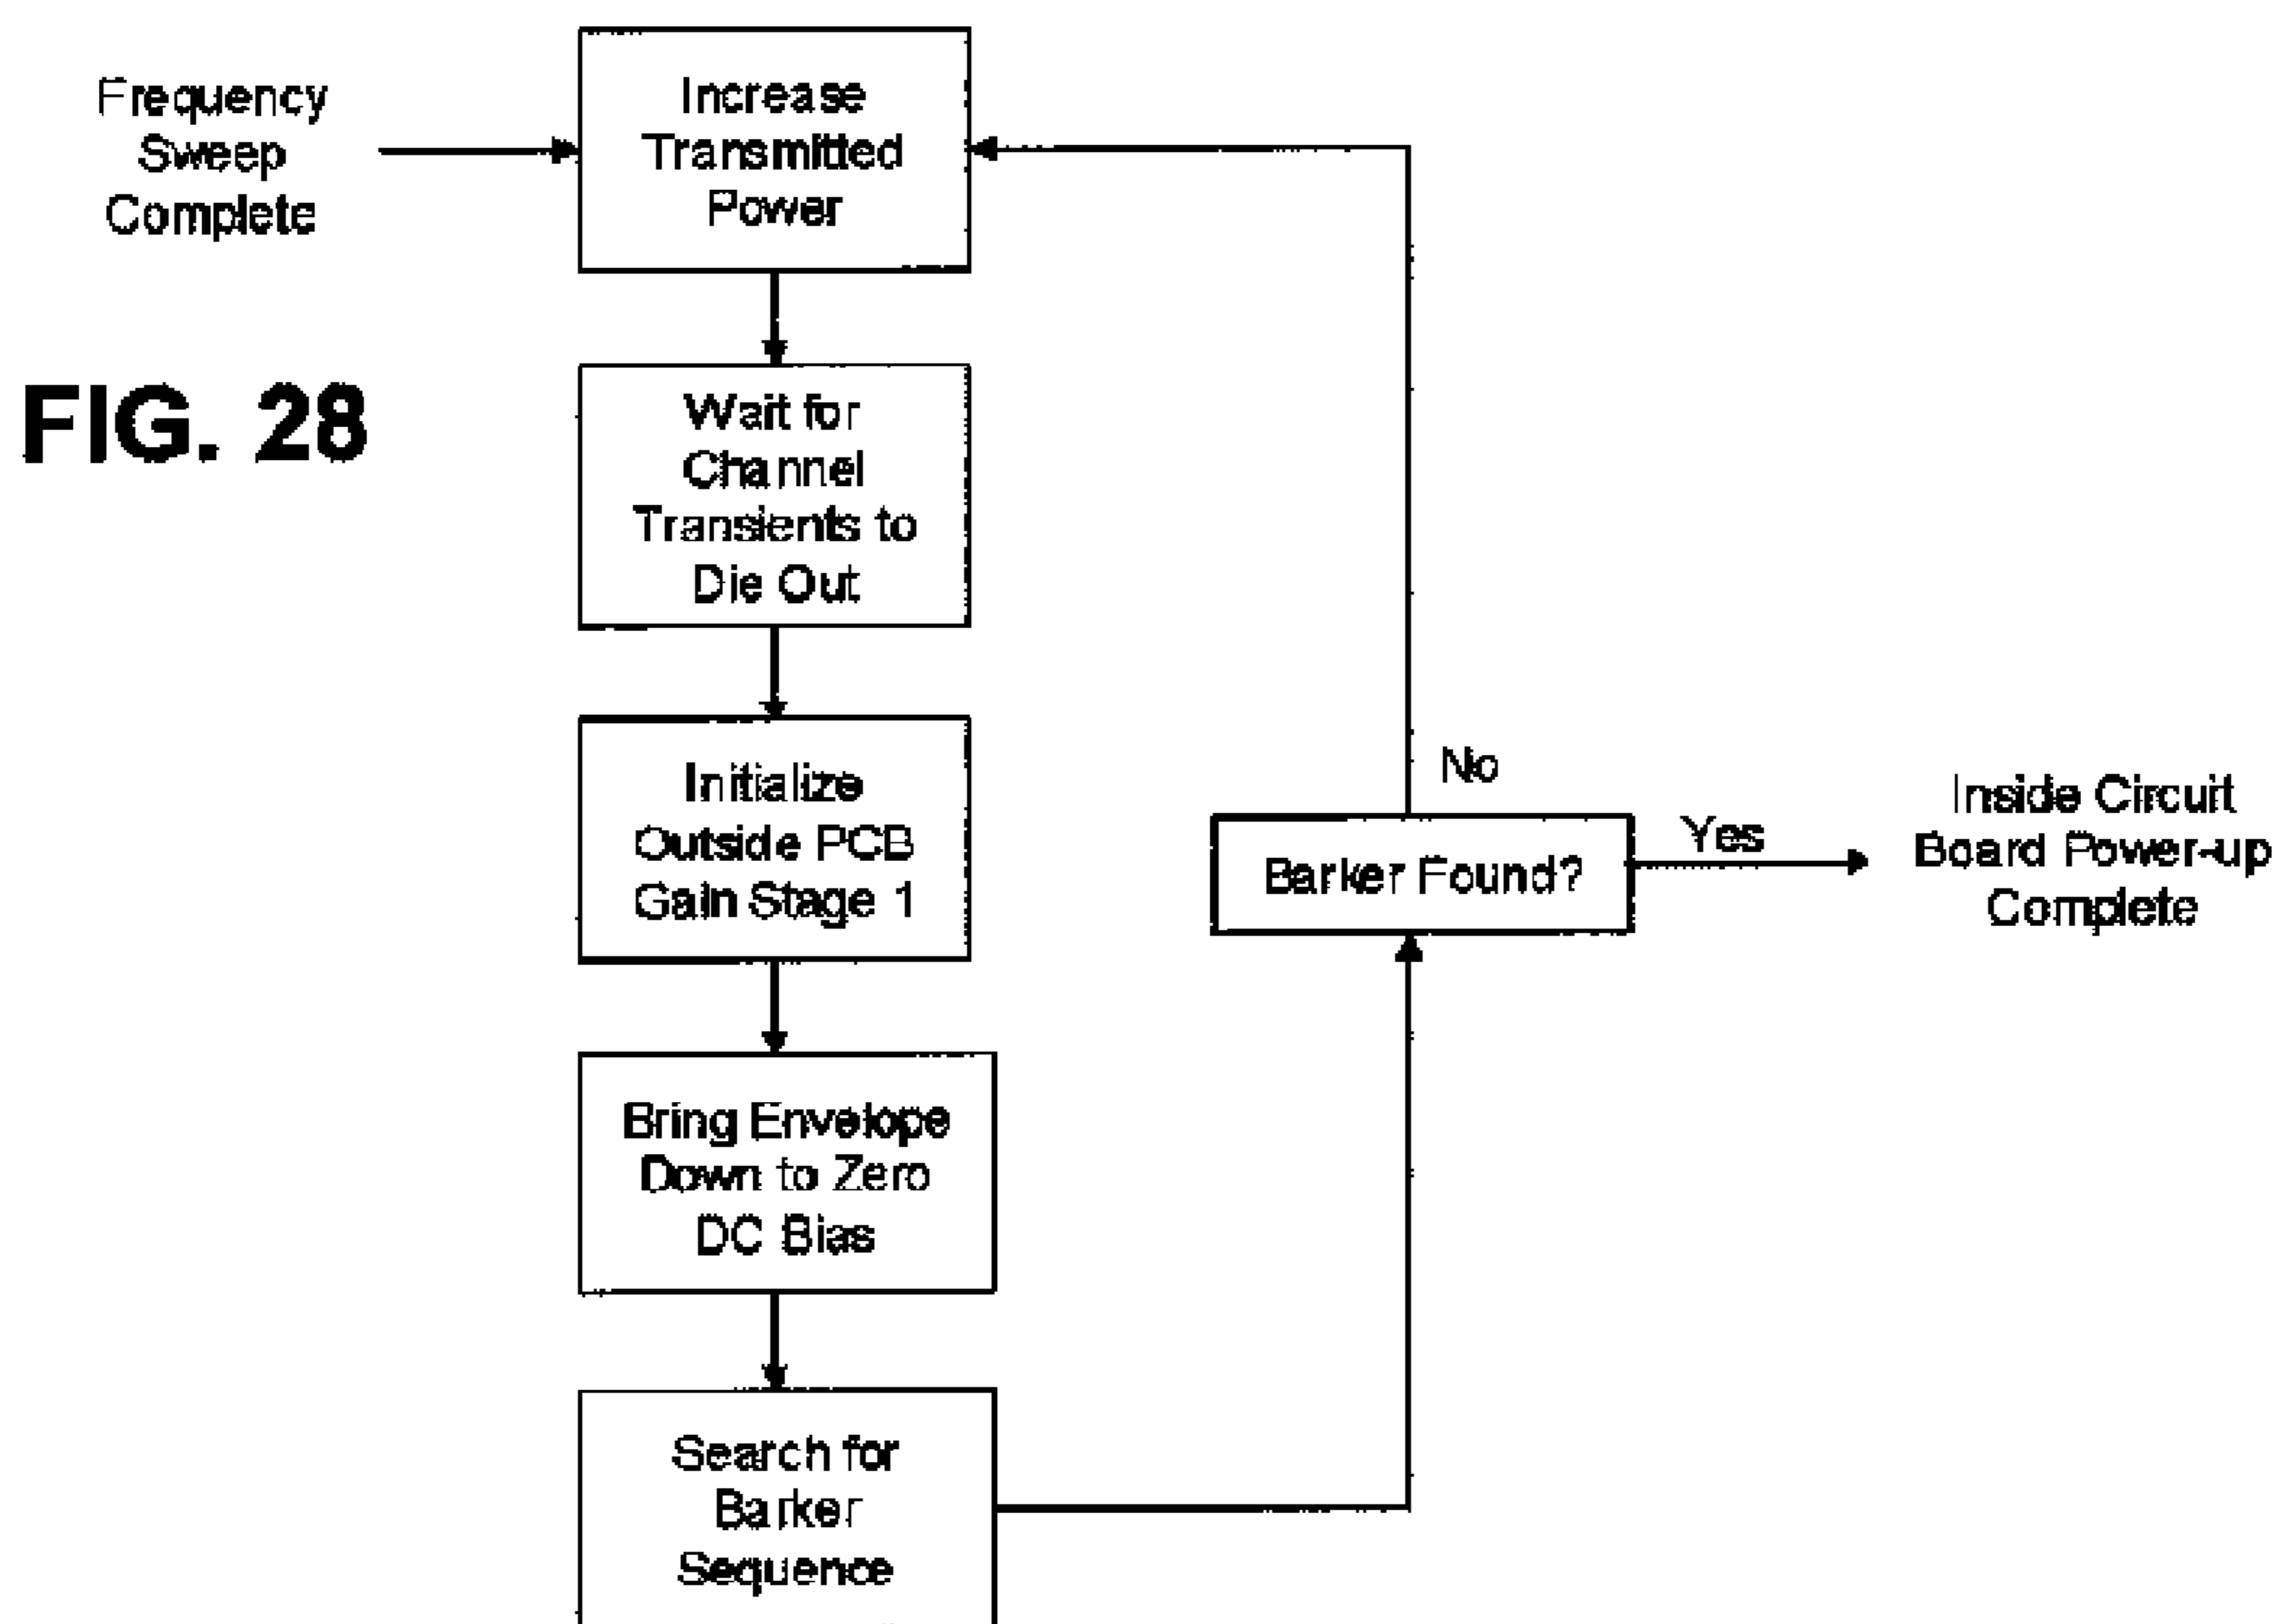 Frequency
Sweep
Complete
Increase
Transmitted
Power
FIG. 28
Wait for
Channel
Transients to
Die Out
Initialize
Outside PCB
Gain Stage 1
Bring Envelope
Down to Zero
DC Bias
Search for
Barker
Sequence
Barker Found?
No
Yes
Inside Circuit
Board Power-up
Complete